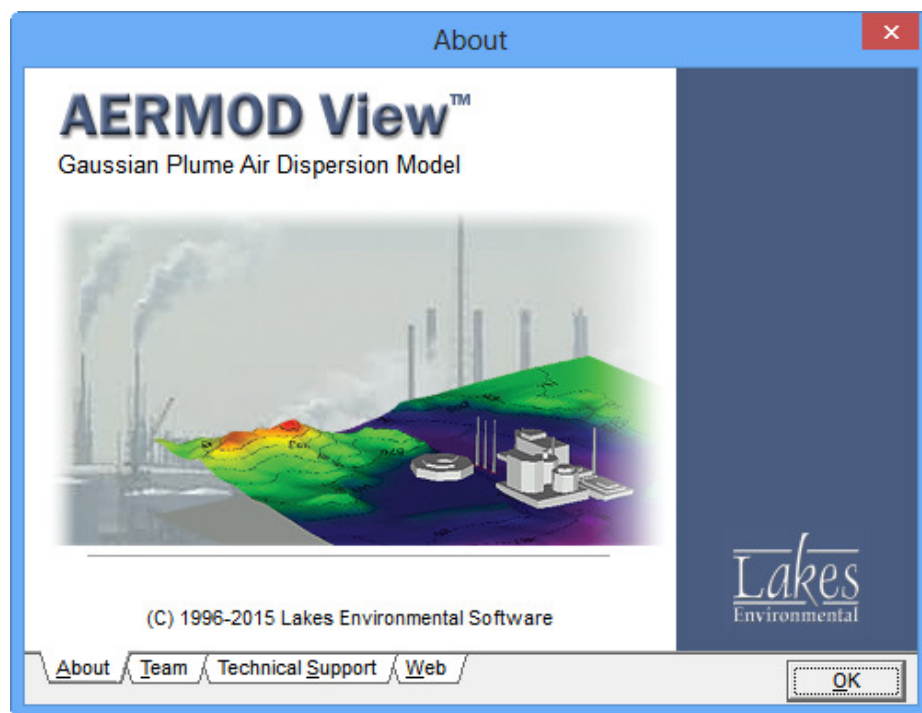 About
AERMOD View™
Gaussian Plume Air Dispersion Model
Lakes
Environmental
(C) 1996-2015 Lakes Environmental Software
About
Team
Technical Support
Web
OK